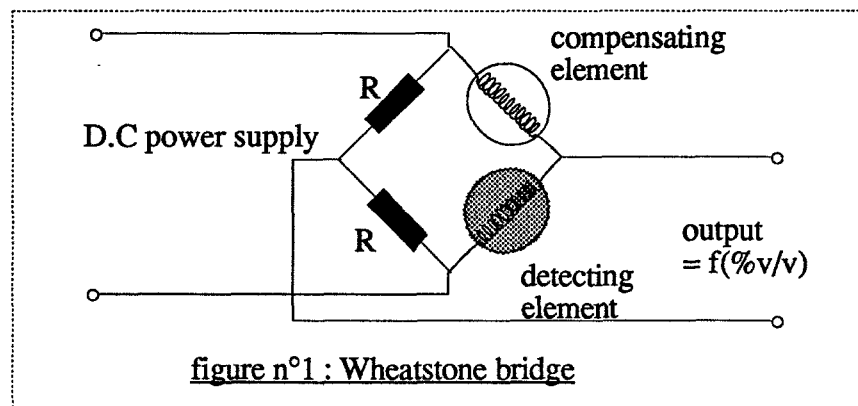 compensating
element
R
D.C power supply
R
output
= f(%v/v)
detecting
element
figure n°1 : Wheatstone bridge